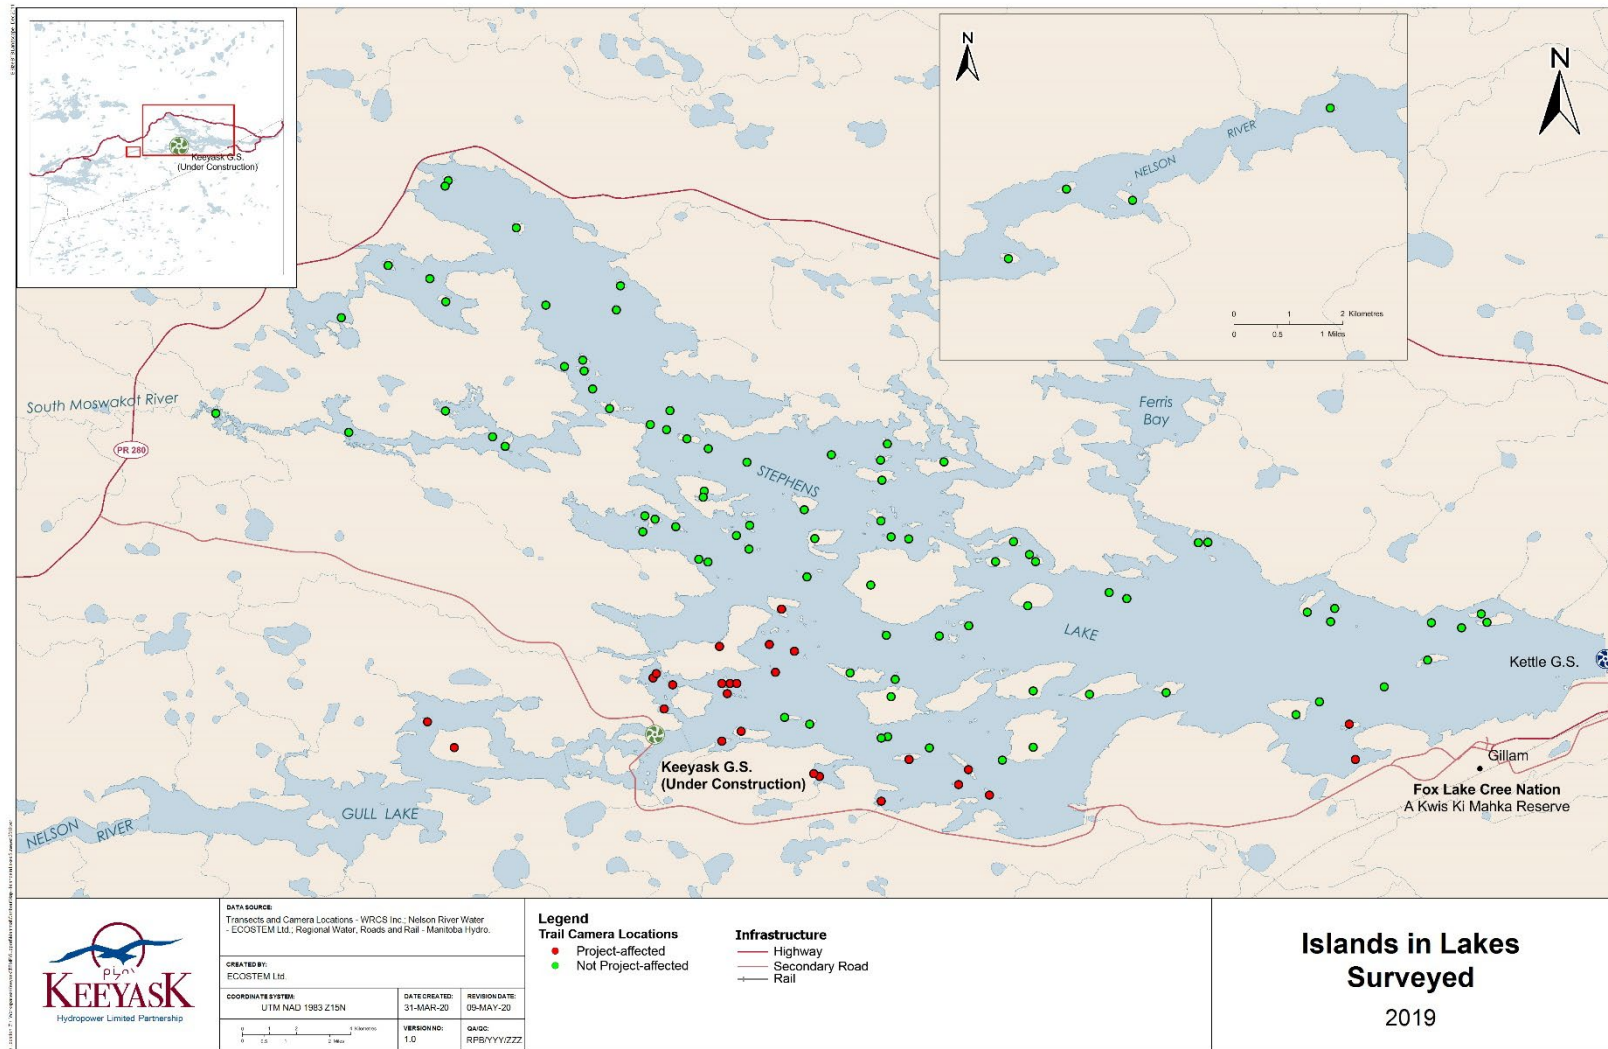 Keeyask G.S.
(Under Construction)
N
NELSON
RIVER
0 1 2 Kilometres
0 0.5 1 Miles
N
South Moswakot River
PR 280
Ferris
Bay
STEPHENS
LAKE
Kettle G.S.
Keeyask G.S.
(Under Construction)
Gillam
Fox Lake Cree Nation
A Kwis Ki Mahka Reserve
GULL LAKE
NELSON
RIVER
KEEYASK
Hydropower Limited Partnership
DATA SOURCE:
Transects and Camera Locations - WRCS Inc.; Nelson River Water
- ECOSTEM Ltd.; Regional Water, Roads and Rail - Manitoba Hydro.
CREATED BY:
ECOSTEM Ltd.
COORDINATE SYSTEM:
UTM NAD 1983 Z15N
DATE CREATED:
31-MAR-20
REVISION DATE:
09-MAY-20
VERSION NO:
1.0
QA/QC:
RPB/YYY/ZZZ
Legend
Trail Camera Locations
Project-affected
Not Project-affected
Infrastructure
Highway
Secondary Road
Rail
Islands in Lakes
Surveyed
2019